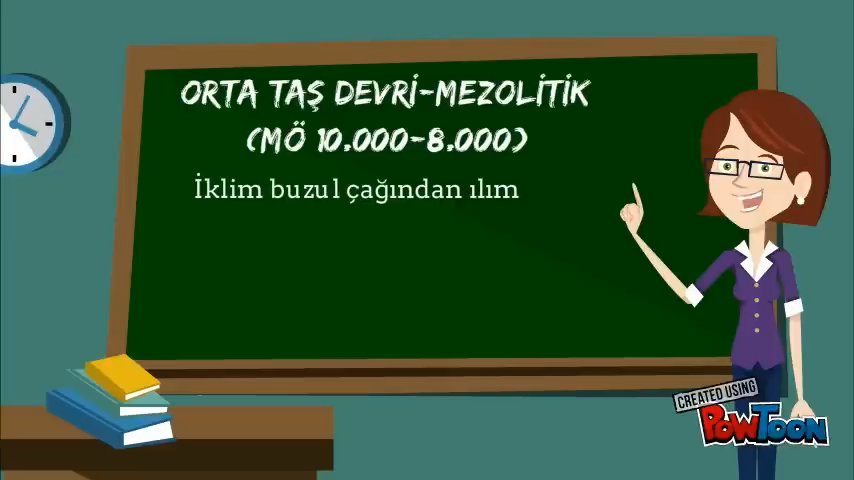 ORTA TAŞ DEVRİ-MEZOLİTİK
(MÖ 10.000-8.000)
İklim buzul çağından ılım
CREATED USING
POWTOON